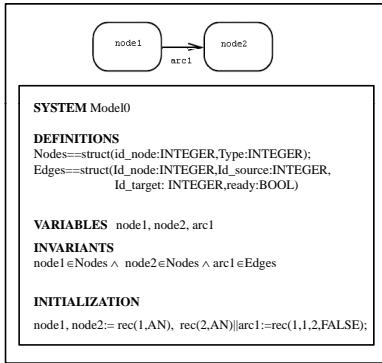 node1
node2
arc1
SYSTEM Model0
DEFINITIONS
Nodes==struct(id_node:INTEGER,Type:INTEGER);
Edges==struct(Id_node:INTEGER,Id_source:INTEGER,
Id_target: INTEGER,ready:BOOL)
VARIABLES node1, node2, arc1
INVARIANTS
node1∈Nodes ∧ node2∈Nodes ∧ arc1∈Edges
INITIALIZATION
node1, node2:= rec(1,AN), rec(2,AN)||arc1:=rec(1,1,2,FALSE);